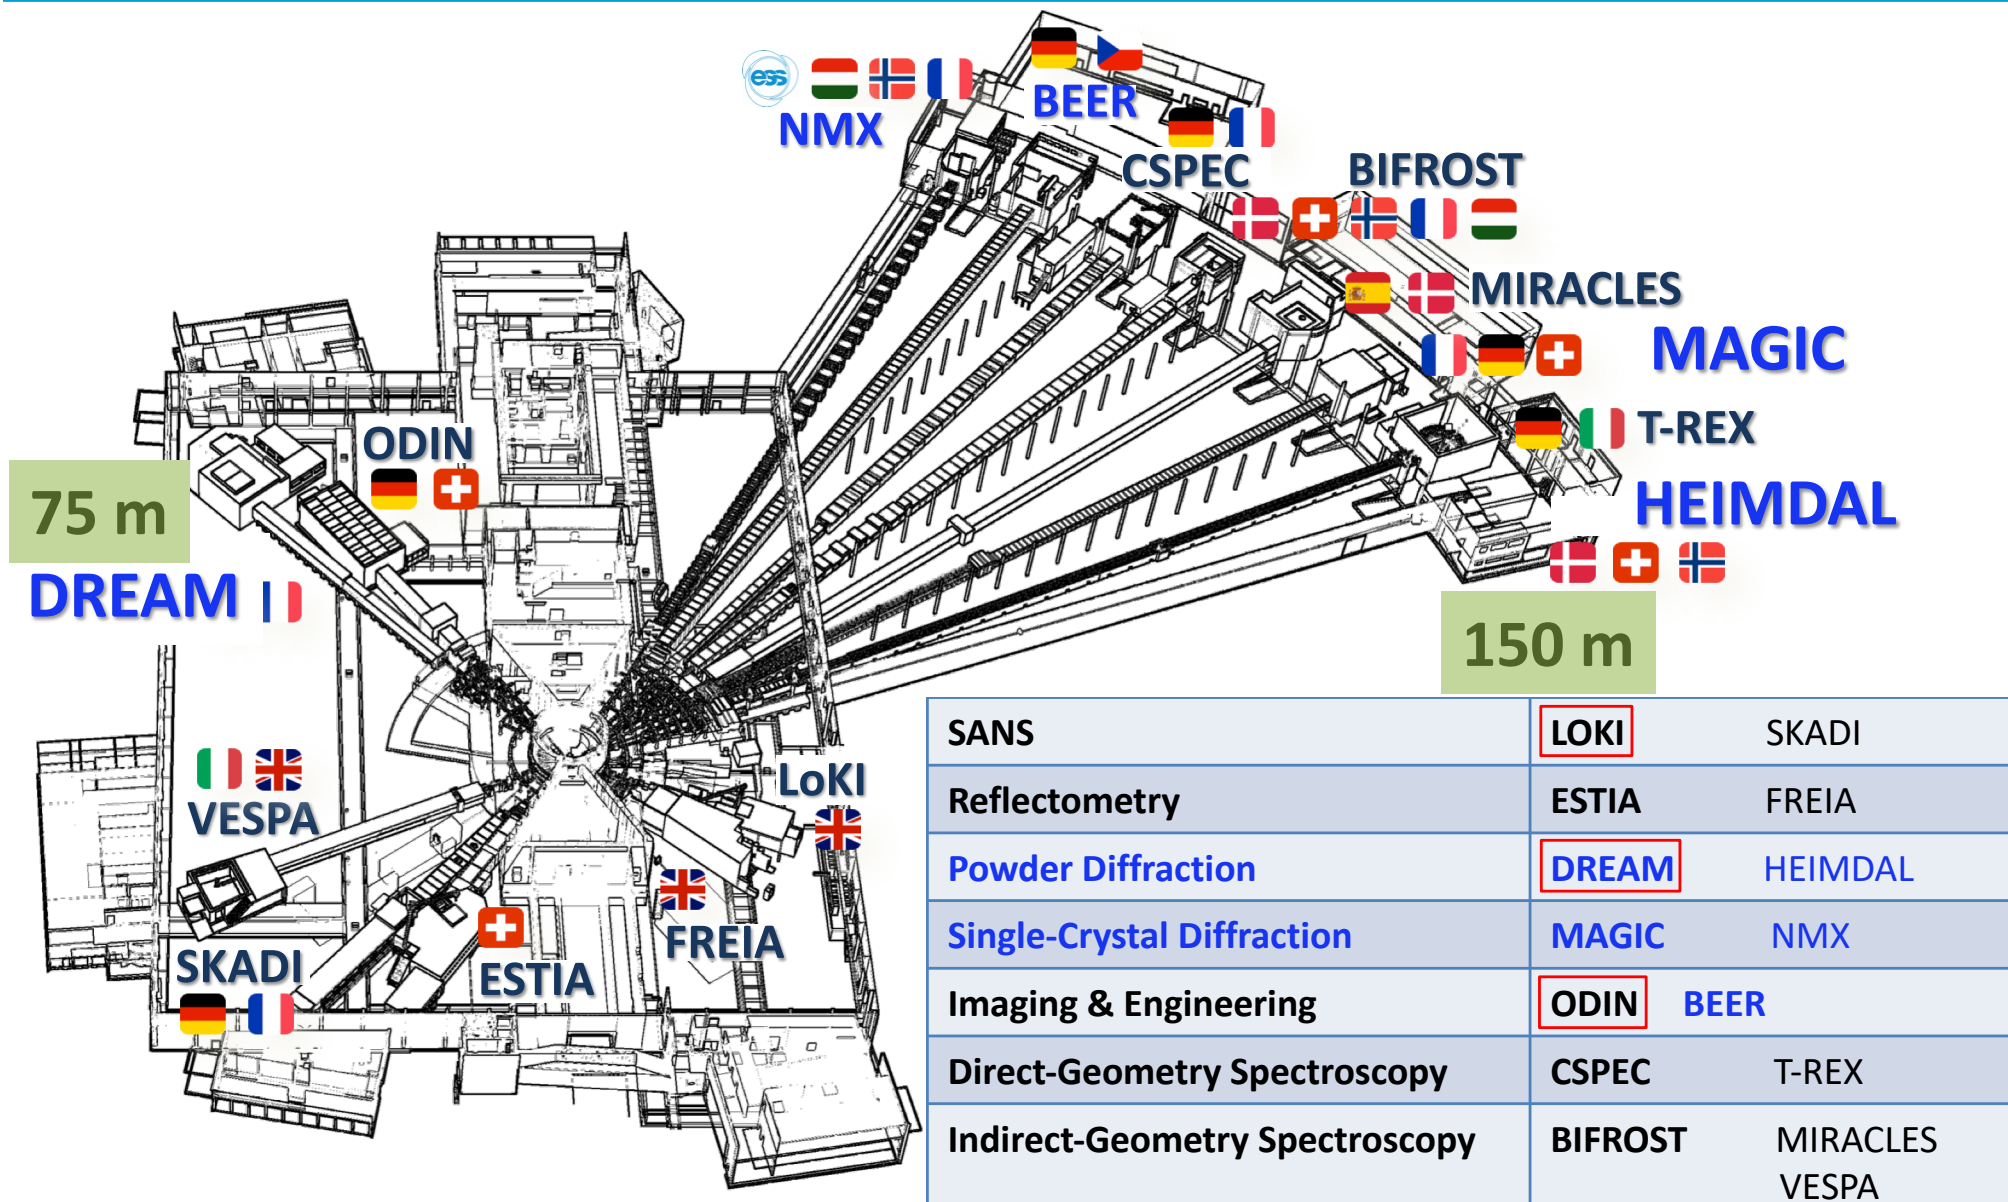 ess
NMX
BEER
CSPEC
BIFROST
MIRACLES
MAGIC
T-REX
HEIMDAL
ODIN
75 m
DREAM
150 m
VESPA
LoKI
SKADI
ESTIA
FREIA
SANS LOKI SKADI
Reflectometry ESTIA FREIA
Powder Diffraction DREAM HEIMDAL
Single-Crystal Diffraction MAGIC NMX
Imaging & Engineering ODIN BEER
Direct-Geometry Spectroscopy CSPEC T-REX
Indirect-Geometry Spectroscopy BIFROST MIRACLES
VESPA